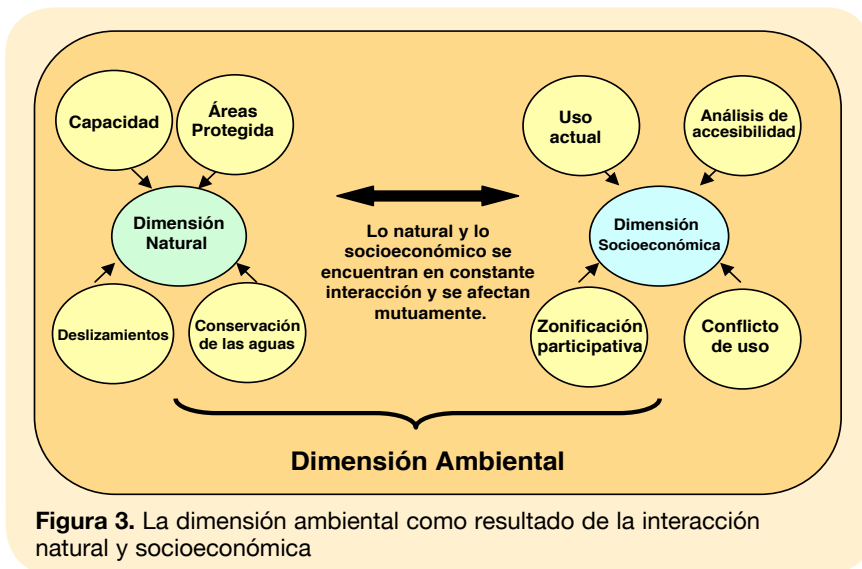 Capacidad
Áreas
Protegida
Dimensión
Natural
Deslizamientos
Conservación
de las aguas
Lo natural y lo
socioeconómico se
encuentran en constante
interacción y se afectan
mutuamente.
Uso
actual
Análisis de
accesibilidad
Dimensión
Socioeconómica
Zonificación
participativa
Conflicto
de uso
Dimensión Ambiental
Figura 3. La dimensión ambiental como resultado de la interacción
natural y socioeconómica